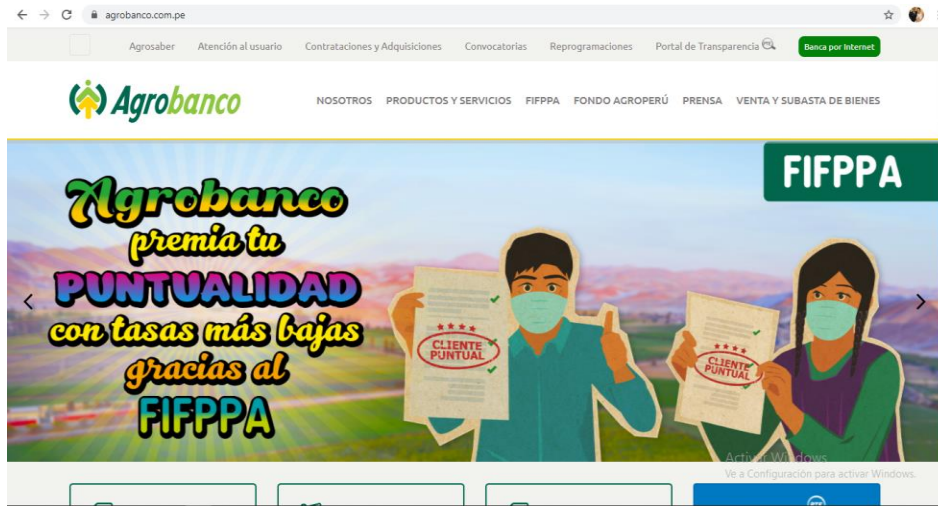 agrobanco.com.pe
Agrosaber Atención al usuario Contrataciones y Adquisiciones Convocatorias Reprogramaciones Portal de Transparencia Banca por Internet
Agrobanco
NOSOTROS PRODUCTOS Y SERVICIOS FIFPPA FONDO AGROPERÚ PRENSA VENTA Y SUBASTA DE BIENES
FIFPPA
Agrobanco
premia tu
PUNTUALIDAD
con tasas más bajas
gracias al
FIFPPA
CLIENTE
PUNTUAL
CLIENTE
PUNTUAL
Activar Windows
Ve a Configuración para activar Windows.